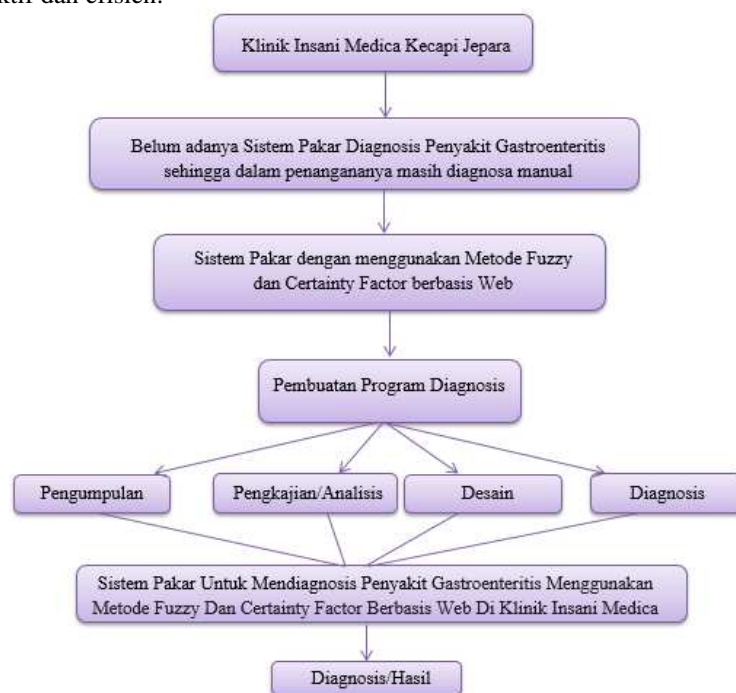 dan efisien.
Klinik Insani Medica Kecapi Jepara
Belum adanya Sistem Pakar Diagnosis Penyakit Gastroenteritis
sehingga dalam penangananya masih diagnosa manual
Sistem Pakar dengan menggunakan Metode Fuzzy
dan Certainty Factor berbasis Web
Pembuatan Program Diagnosis
Pengumpulan
Pengkajian/Analisis
Desain
Diagnosis
Sistem Pakar Untuk Mendiagnosis Penyakit Gastroenteritis Menggunakan
Metode Fuzzy Dan Certainty Factor Berbasis Web Di Klinik Insani Medica
Diagnosis/Hasil